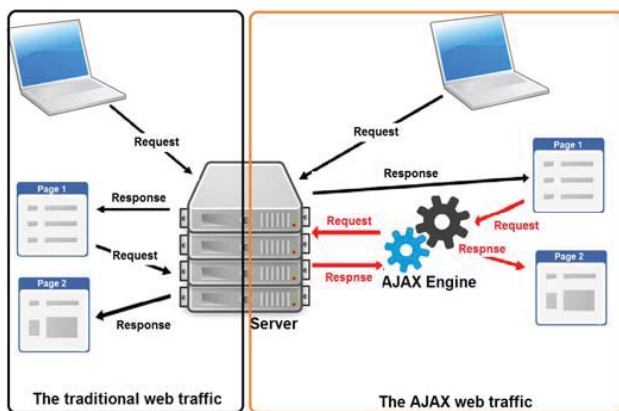 Request
Page 1
Response
Request
Page 2
Response
Server
The traditional web traffic
Request
Response
Page 1
Request
Request
Respnse
Page 2
Respnse
AJAX Engine
The AJAX web traffic